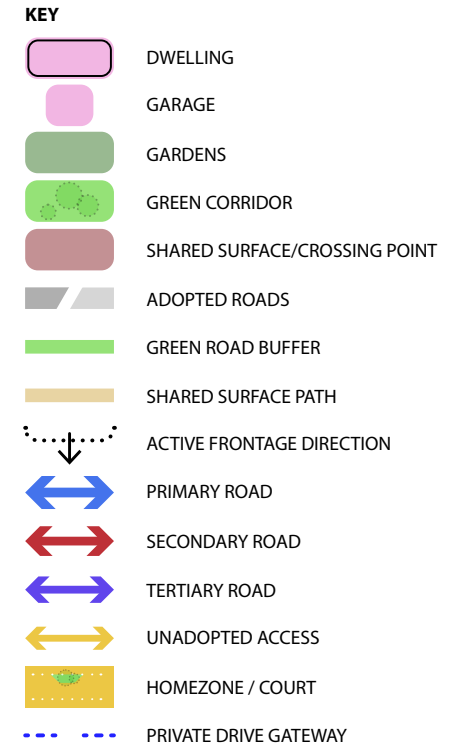 KEY
DWELLING
GARAGE
GARDENS
GREEN CORRIDOR
SHARED SURFACE/CROSSING POINT
ADOPTED ROADS
GREEN ROAD BUFFER
SHARED SURFACE PATH
ACTIVE FRONTAGE DIRECTION
PRIMARY ROAD
SECONDARY ROAD
TERTIARY ROAD
UNADOPTED ACCESS
HOMEZONE / COURT
PRIVATE DRIVE GATEWAY